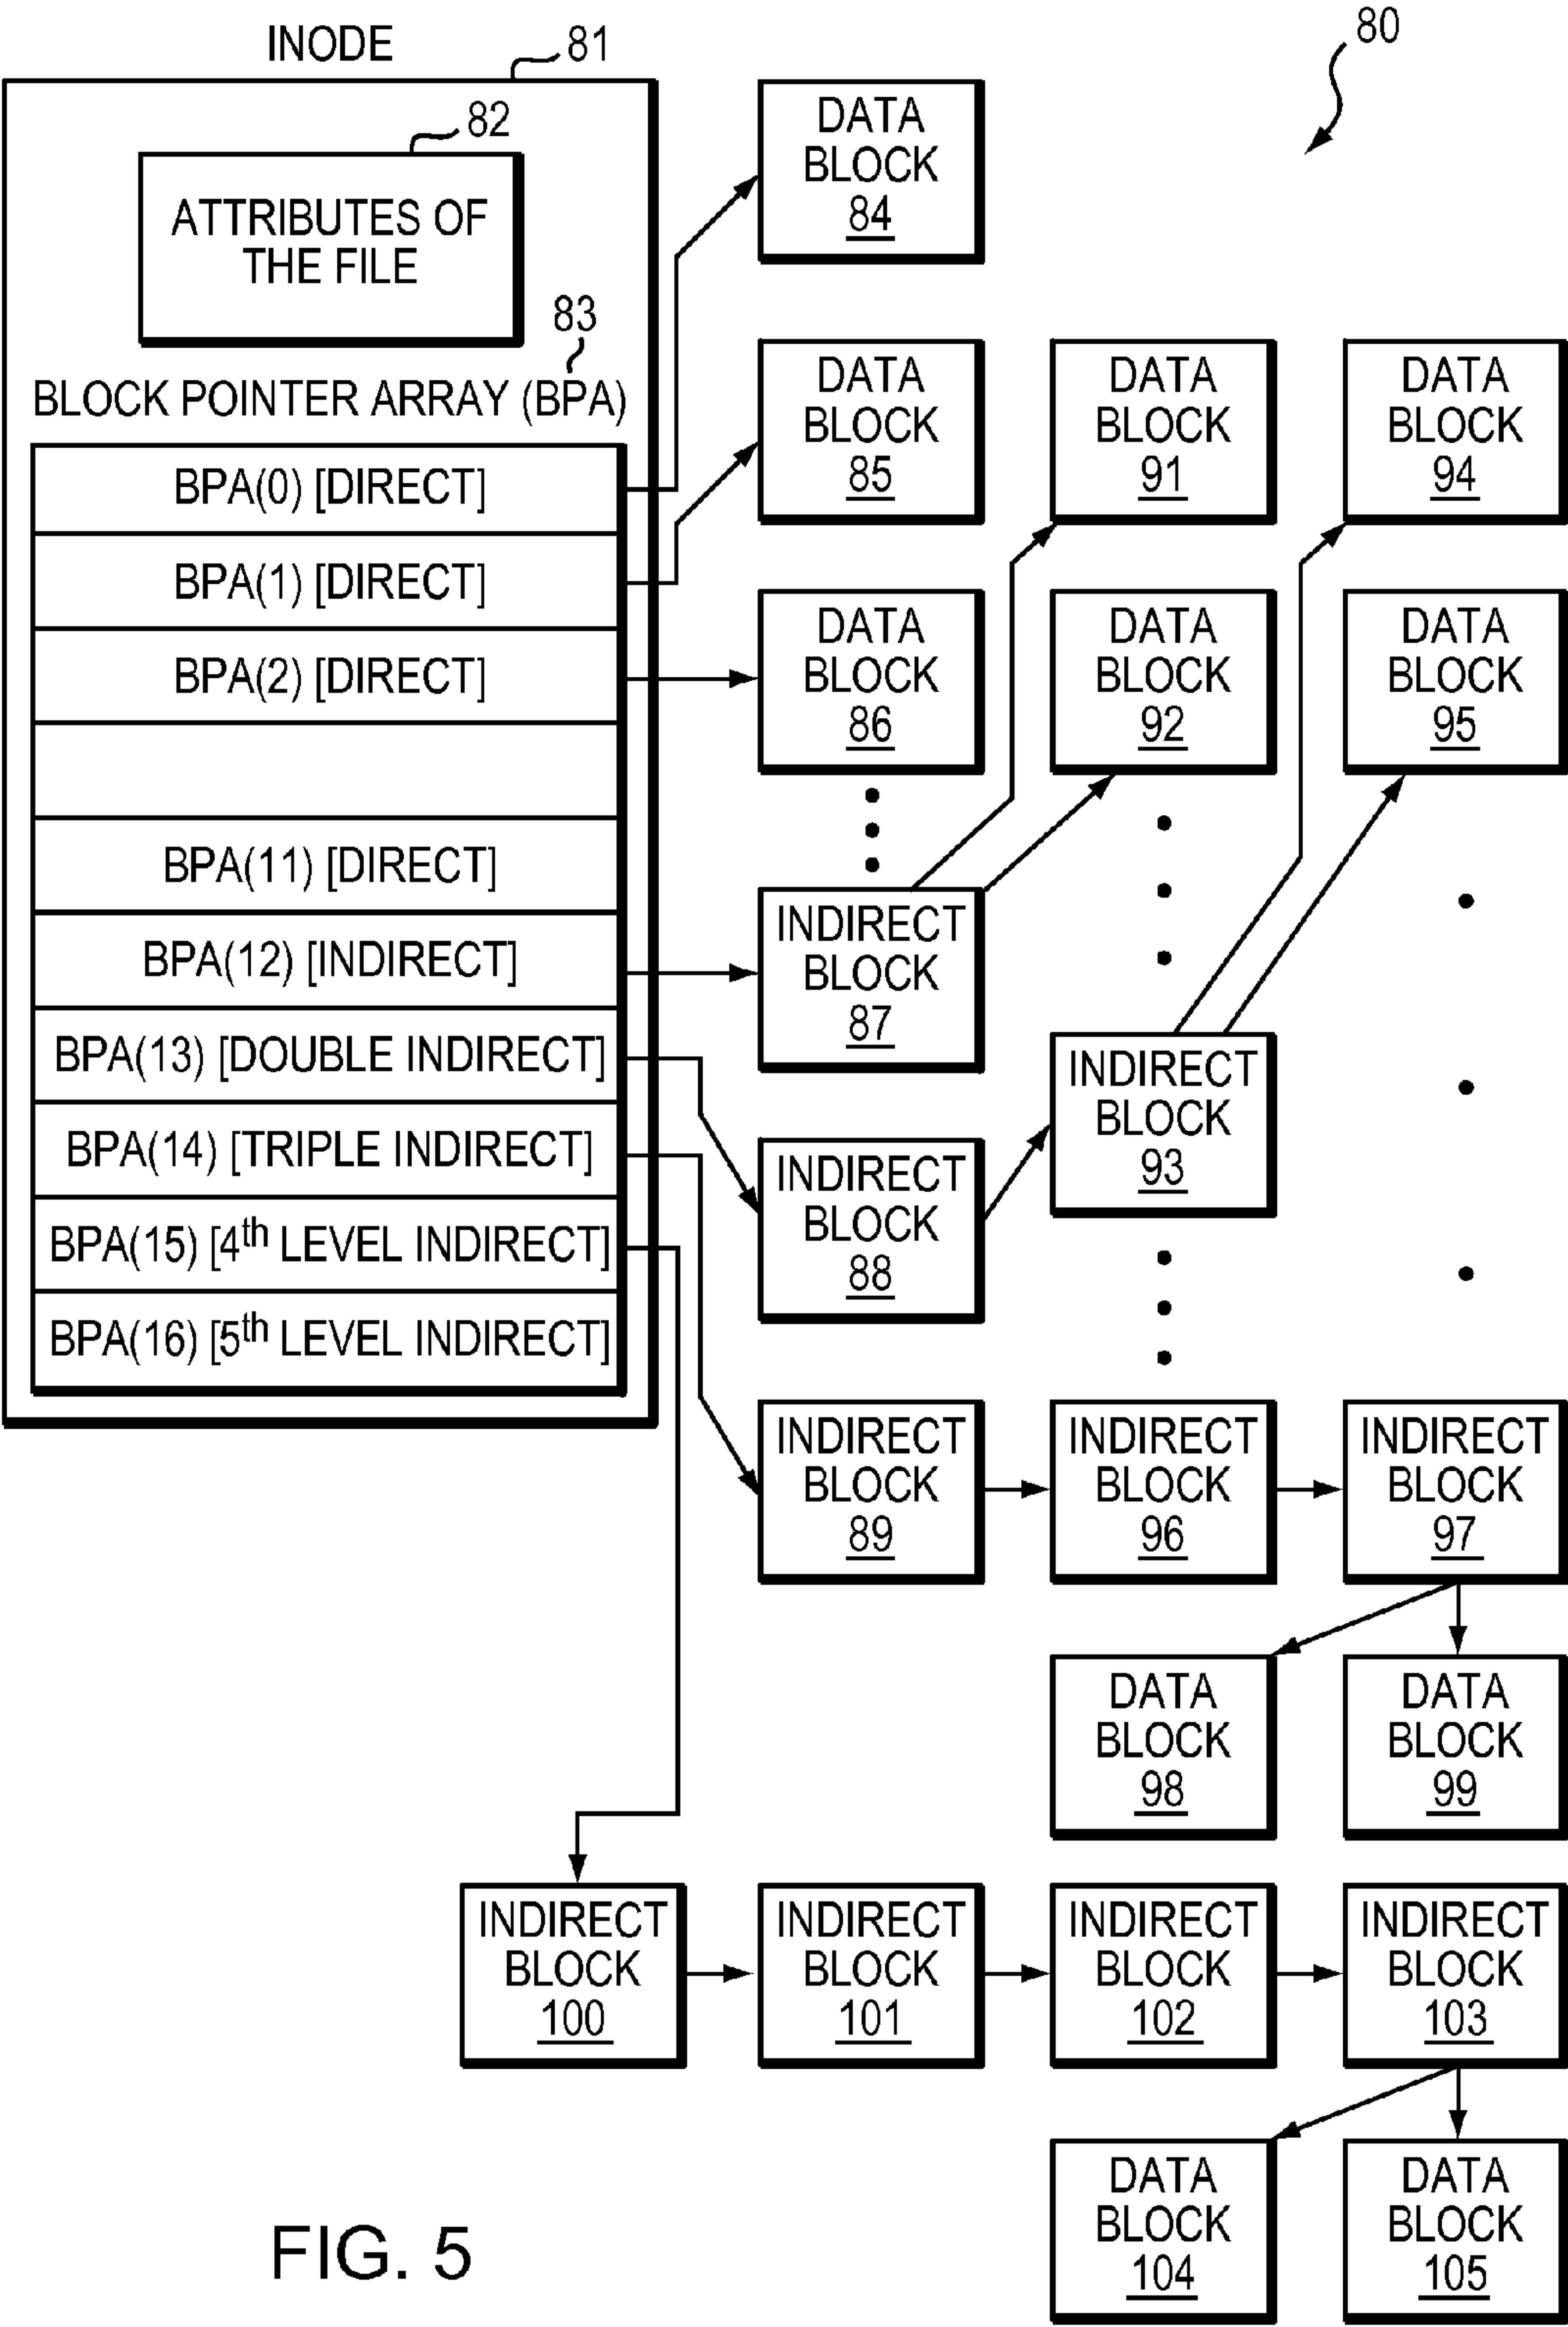 80
INODE
81
82
ATTRIBUTES OF
THE FILE
83
BLOCK POINTER ARRAY (BPA)
BPA(0) [DIRECT]
BPA(1) [DIRECT]
BPA(2) [DIRECT]
BPA(11) [DIRECT]
BPA(12) [INDIRECT]
BPA(13) [DOUBLE INDIRECT]
BPA(14) [TRIPLE INDIRECT]
BPA(15) [4th LEVEL INDIRECT]
BPA(16) [5th LEVEL INDIRECT]
DATA
BLOCK
84
DATA
BLOCK
85
DATA
BLOCK
91
DATA
BLOCK
94
DATA
BLOCK
86
DATA
BLOCK
92
DATA
BLOCK
95
INDIRECT
BLOCK
87
INDIRECT
BLOCK
93
INDIRECT
BLOCK
88
INDIRECT
BLOCK
89
INDIRECT
BLOCK
96
INDIRECT
BLOCK
97
DATA
BLOCK
98
DATA
BLOCK
99
INDIRECT
BLOCK
100
INDIRECT
BLOCK
101
INDIRECT
BLOCK
102
INDIRECT
BLOCK
103
DATA
BLOCK
104
DATA
BLOCK
105
FIG. 5